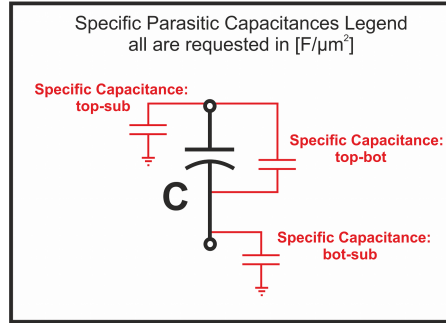 Specific Parasitic Capacitances Legend
all are requested in [F/µm²]
Specific Capacitance:
top-sub
Specific Capacitance:
top-bot
C
Specific Capacitance:
bot-sub